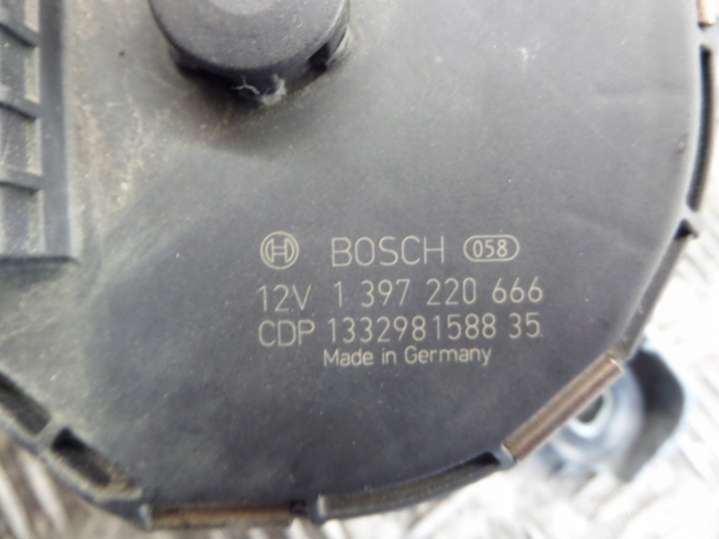 BOSCH 058
12V 1 397 220 666
CDP 1332981588 35
Made in Germany